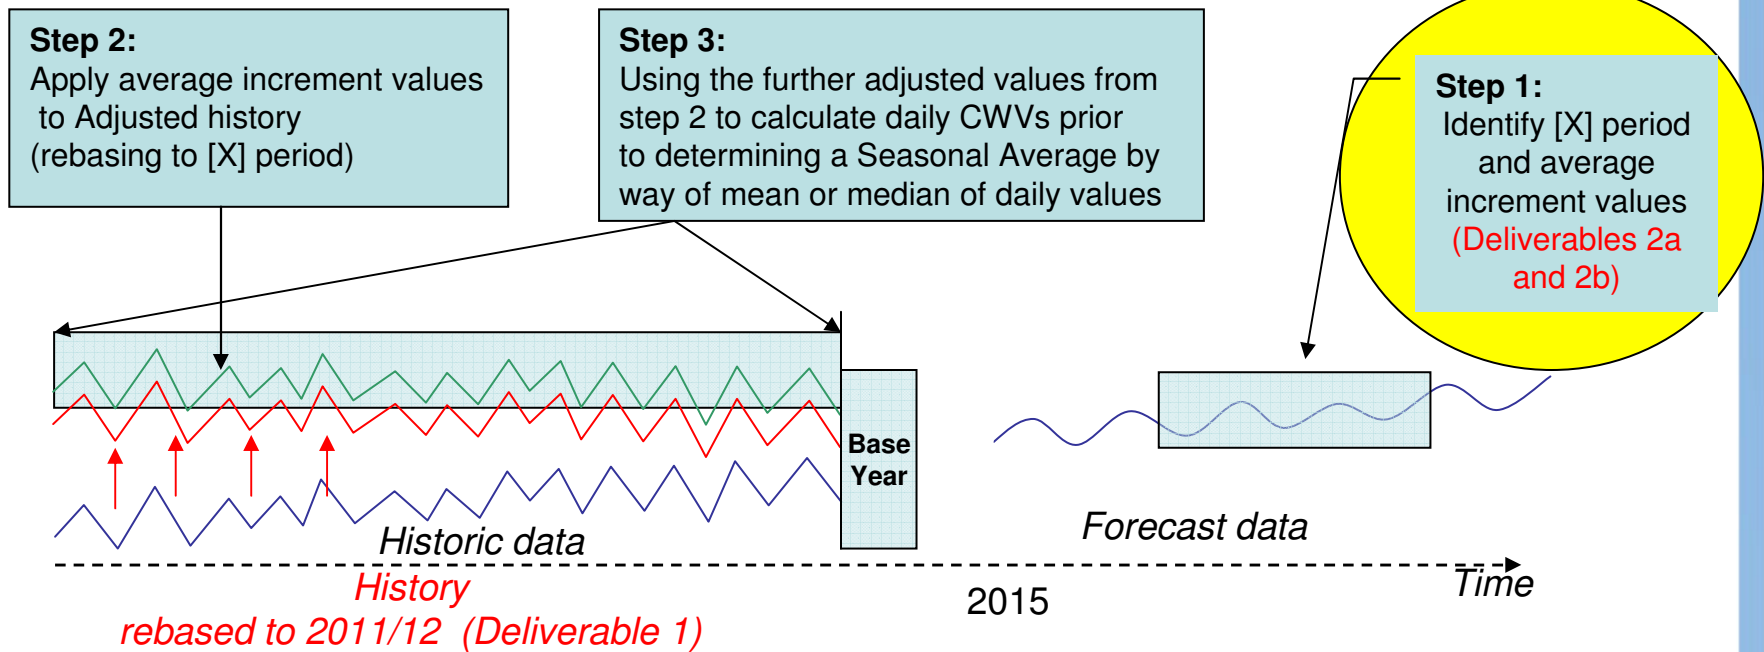 Step 2:
Apply average increment values
to Adjusted history
(rebasing to [X] period)
Step 3:
Using the further adjusted values from
step 2 to calculate daily CWVs prior
to determining a Seasonal Average by
way of mean or median of daily values
Step 1:
Identify [X] period
and average
increment values
(Deliverables 2a
and 2b)
Base
Year
Historic data
Forecast data
Time
History
rebased to 2011/12 (Deliverable 1)
2015